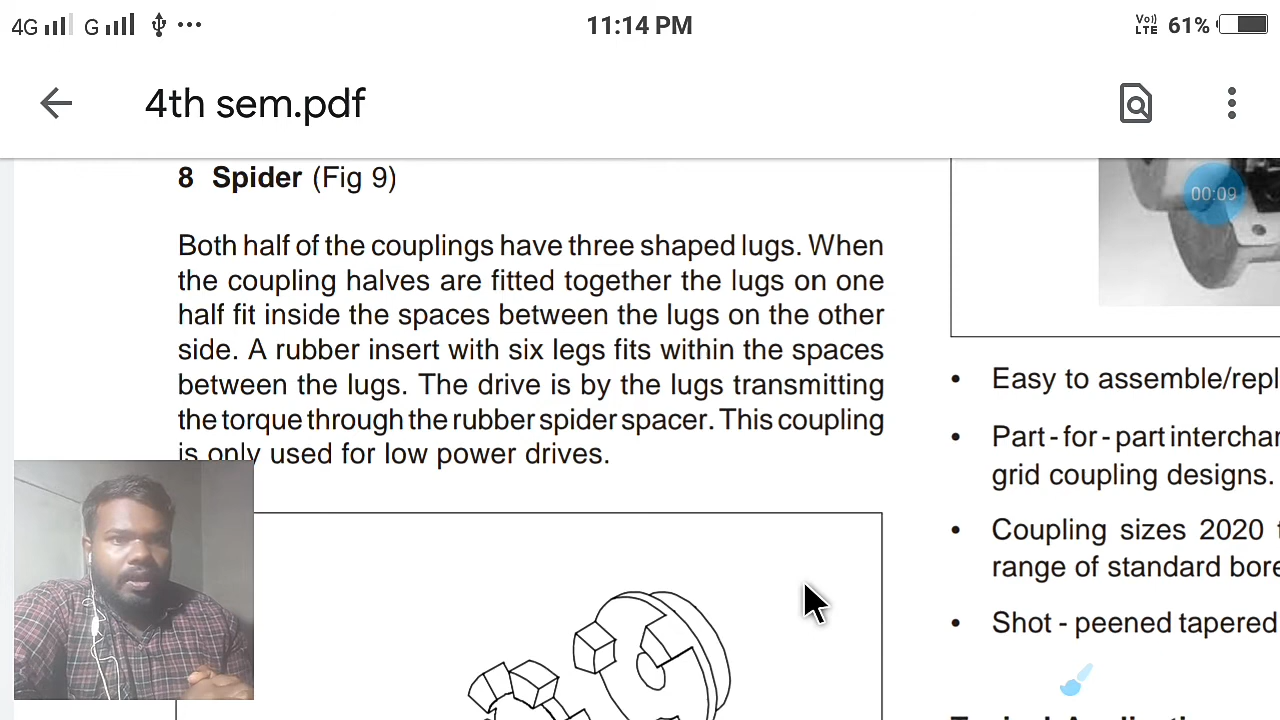 4G G 11:14 PM Vo) LTE 61%
4th sem.pdf
8 Spider (Fig 9)
Both half of the couplings have three shaped lugs. When
the coupling halves are fitted together the lugs on one
half fit inside the spaces between the lugs on the other
side. A rubber insert with six legs fits within the spaces
between the lugs. The drive is by the lugs transmitting
the torque through the rubber spider spacer. This coupling
is only used for low power drives.
00:09
• Easy to assemble/repl
• Part - for - part interchan
grid coupling designs.
• Coupling sizes 2020
range of standard bore
• Shot - peened tapered